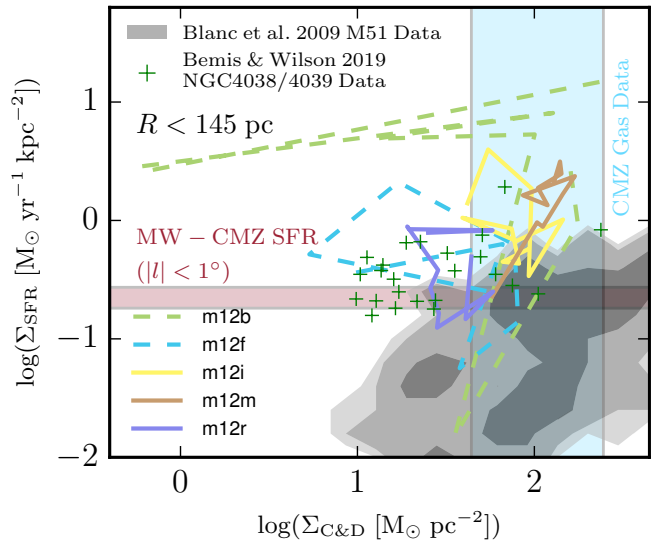 Blanc et al. 2009 M51 Data
Bemis & Wilson 2019
NGC4038/4039 Data
R < 145 pc
CMZ Gas Data
MW − CMZ SFR
(|l| < 1°)
m12b
m12f
m12i
m12m
m12r
1
0
−1
−2
0
1
2
log(Σ_SFR [M_⊙ yr⁻¹ kpc⁻²])
log(Σ_C&D [M_⊙ pc⁻²])